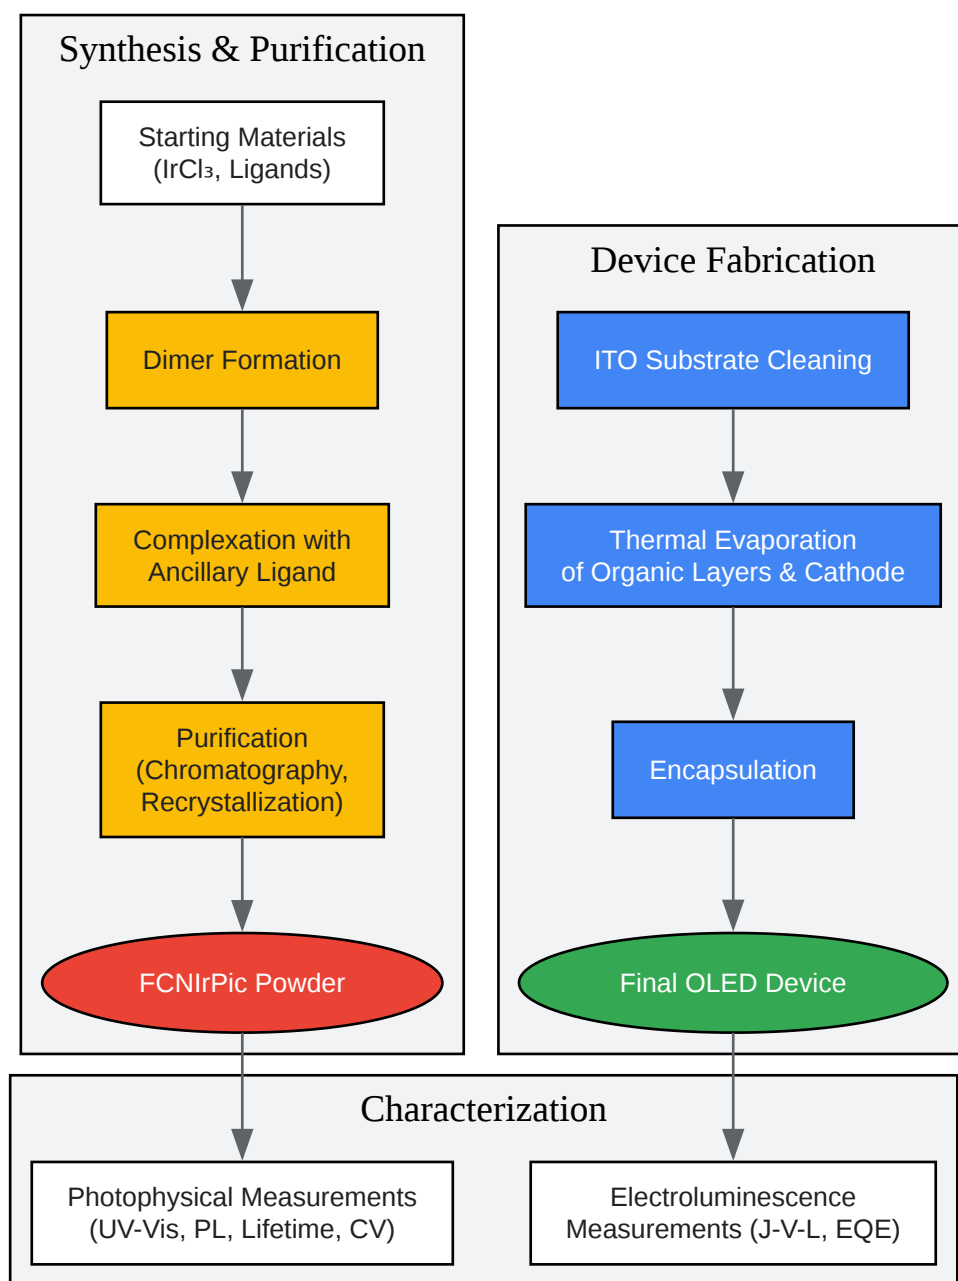 Synthesis & Purification
Starting Materials
(IrCl₃, Ligands)
Dimer Formation
Complexation with
Ancillary Ligand
Purification
(Chromatography,
Recrystallization)
FCNIrPic Powder
Device Fabrication
ITO Substrate Cleaning
Thermal Evaporation
of Organic Layers & Cathode
Encapsulation
Final OLED Device
Characterization
Photophysical Measurements
(UV-Vis, PL, Lifetime, CV)
Electroluminescence
Measurements (J-V-L, EQE)